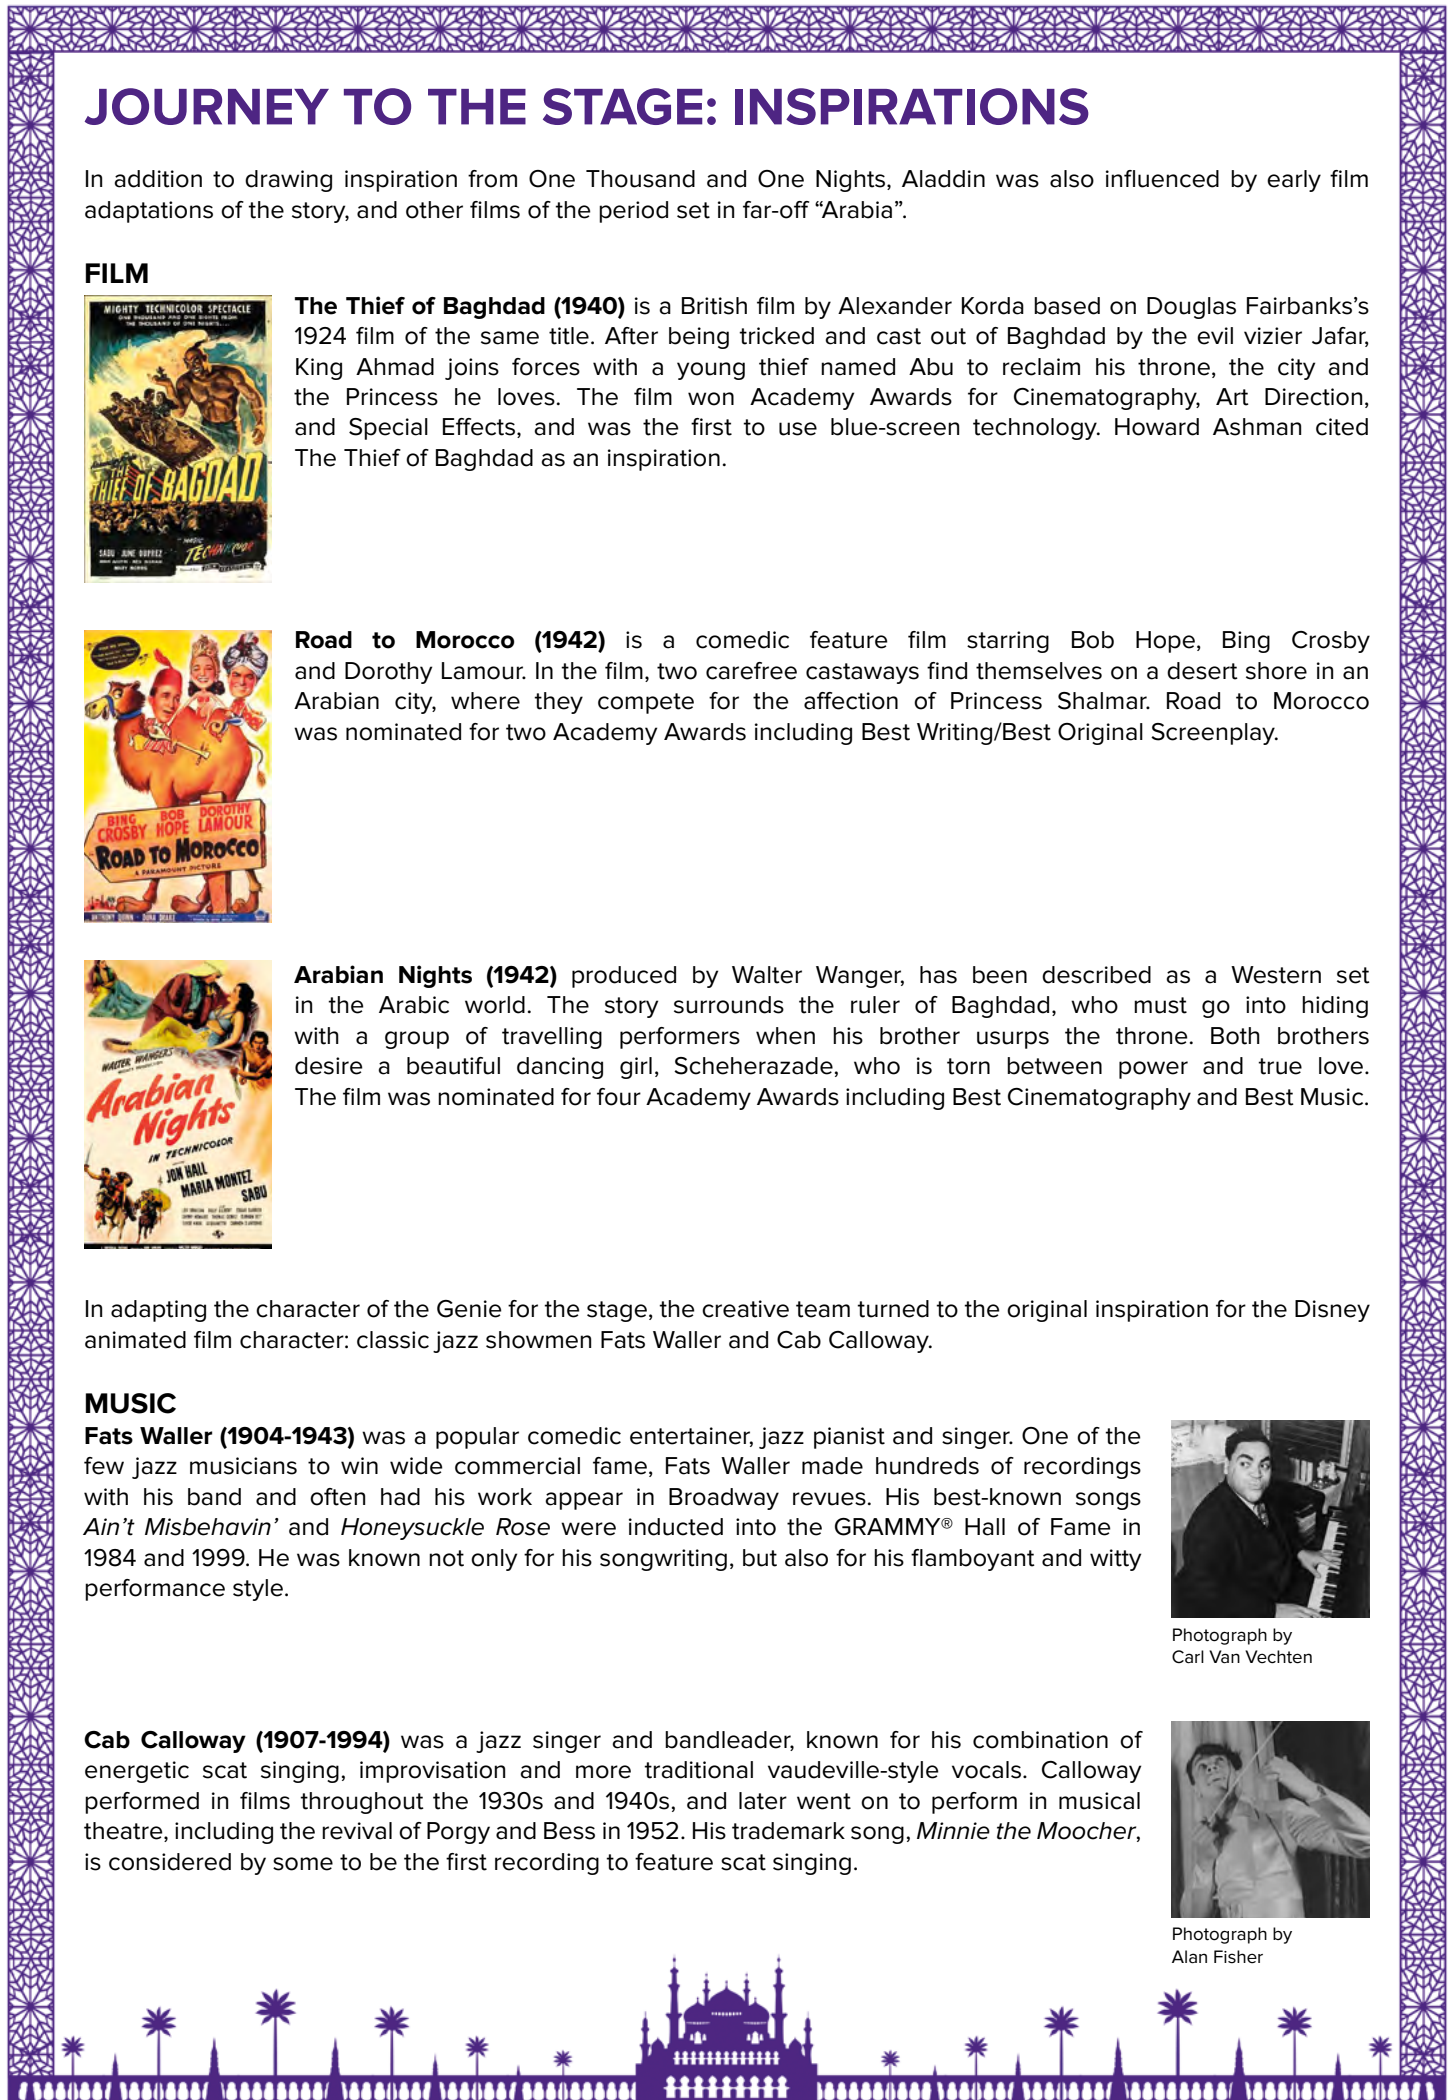 JOURNEY TO THE STAGE: INSPIRATIONS
In addition to drawing inspiration from One Thousand and One Nights, Aladdin was also influenced by early film
adaptations of the story, and other films of the period set in far-off “Arabia”.
FILM
MIGHTY TECHNICOLOR SPECTACLE
THE
THIEF OF BAGDAD
MAGIC
TECHNICOLOR
SABU JUNE DUPREZ
The Thief of Baghdad (1940) is a British film by Alexander Korda based on Douglas Fairbanks’s
1924 film of the same title. After being tricked and cast out of Baghdad by the evil vizier Jafar,
King Ahmad joins forces with a young thief named Abu to reclaim his throne, the city and
the Princess he loves. The film won Academy Awards for Cinematography, Art Direction,
and Special Effects, and was the first to use blue-screen technology. Howard Ashman cited
The Thief of Baghdad as an inspiration.
BING CROSBY BOB HOPE DOROTHY LAMOUR
ROAD TO MOROCCO
A PARAMOUNT PICTURE
ANTHONY QUINN DONA DRAKE
Road to Morocco (1942) is a comedic feature film starring Bob Hope, Bing Crosby
and Dorothy Lamour. In the film, two carefree castaways find themselves on a desert shore in an
Arabian city, where they compete for the affection of Princess Shalmar. Road to Morocco
was nominated for two Academy Awards including Best Writing/Best Original Screenplay.
WALTER WANGER'S
Arabian
Nights
IN TECHNICOLOR
JON HALL
MARIA MONTEZ
SABU
Arabian Nights (1942) produced by Walter Wanger, has been described as a Western set
in the Arabic world. The story surrounds the ruler of Baghdad, who must go into hiding
with a group of travelling performers when his brother usurps the throne. Both brothers
desire a beautiful dancing girl, Scheherazade, who is torn between power and true love.
The film was nominated for four Academy Awards including Best Cinematography and Best Music.
In adapting the character of the Genie for the stage, the creative team turned to the original inspiration for the Disney
animated film character: classic jazz showmen Fats Waller and Cab Calloway.
MUSIC
Fats Waller (1904-1943) was a popular comedic entertainer, jazz pianist and singer. One of the
few jazz musicians to win wide commercial fame, Fats Waller made hundreds of recordings
with his band and often had his work appear in Broadway revues. His best-known songs
Ain’t Misbehavin’ and Honeysuckle Rose were inducted into the GRAMMY® Hall of Fame in
1984 and 1999. He was known not only for his songwriting, but also for his flamboyant and witty
performance style.
Photograph by
Carl Van Vechten
Cab Calloway (1907-1994) was a jazz singer and bandleader, known for his combination of
energetic scat singing, improvisation and more traditional vaudeville-style vocals. Calloway
performed in films throughout the 1930s and 1940s, and later went on to perform in musical
theatre, including the revival of Porgy and Bess in 1952. His trademark song, Minnie the Moocher,
is considered by some to be the first recording to feature scat singing.
Photograph by
Alan Fisher